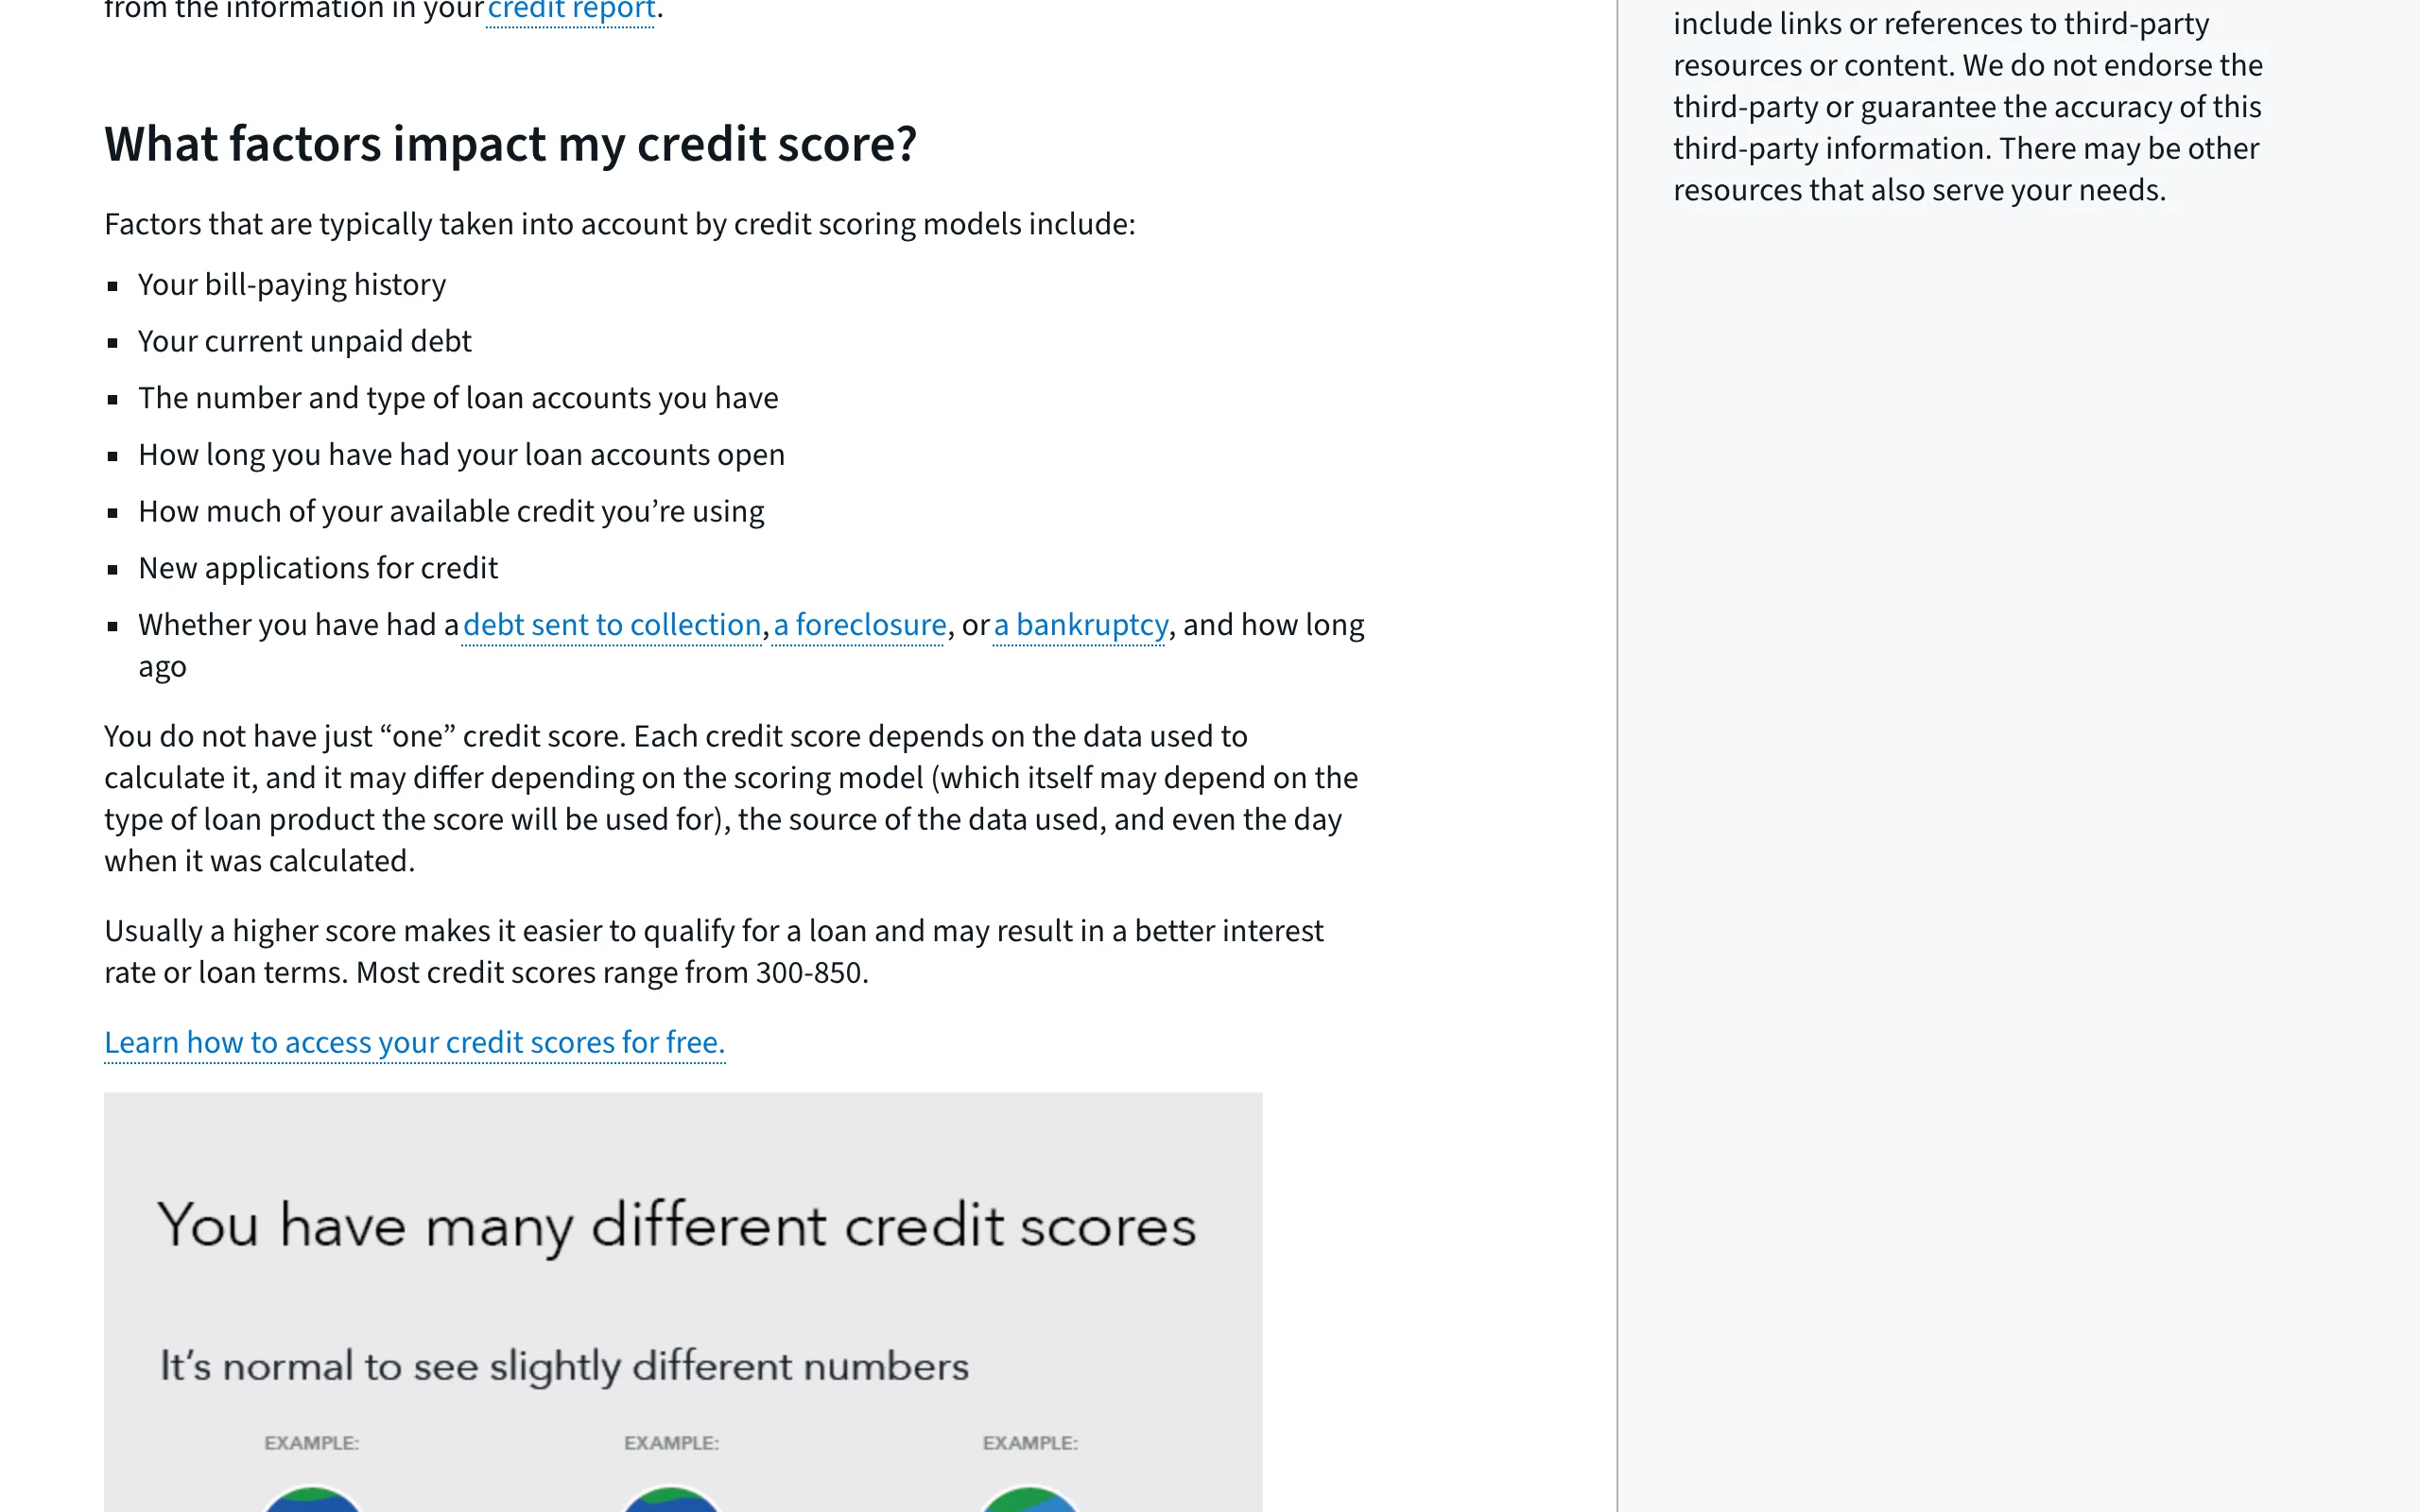 from the information in your credit report.
What factors impact my credit score?
Factors that are typically taken into account by credit scoring models include:
Your bill-paying history
Your current unpaid debt
The number and type of loan accounts you have
How long you have had your loan accounts open
How much of your available credit you’re using
New applications for credit
Whether you have had a debt sent to collection, a foreclosure, or a bankruptcy, and how long
ago
You do not have just “one” credit score. Each credit score depends on the data used to
calculate it, and it may differ depending on the scoring model (which itself may depend on the
type of loan product the score will be used for), the source of the data used, and even the day
when it was calculated.
Usually a higher score makes it easier to qualify for a loan and may result in a better interest
rate or loan terms. Most credit scores range from 300-850.
Learn how to access your credit scores for free.
You have many different credit scores
It’s normal to see slightly different numbers
EXAMPLE: EXAMPLE: EXAMPLE:
include links or references to third-party
resources or content. We do not endorse the
third-party or guarantee the accuracy of this
third-party information. There may be other
resources that also serve your needs.